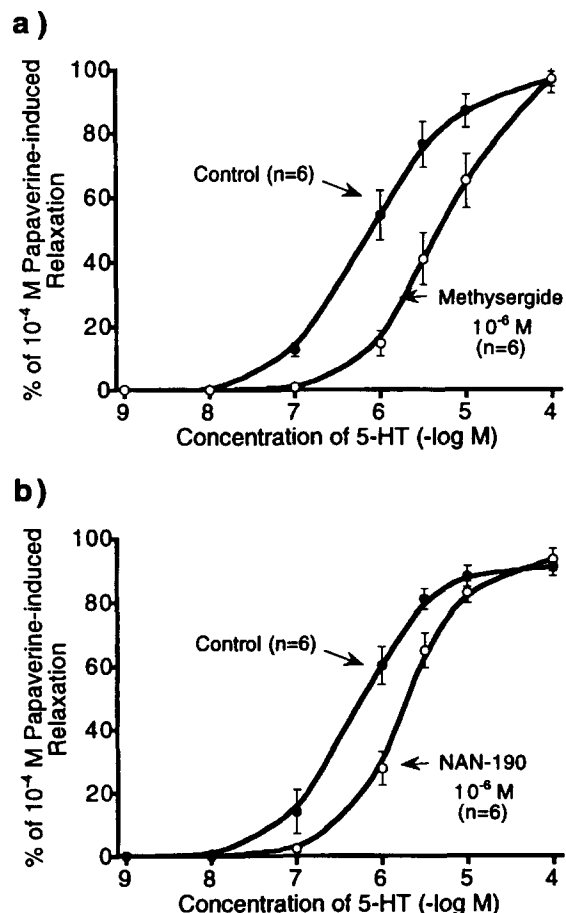 a)
% of 10⁻⁴ M Papaverine-induced
Relaxation
100
80
60
40
20
0
Control (n=6)
Methysergide
10⁻⁶ M
(n=6)
9 8 7 6 5 4
Concentration of 5-HT (-log M)
b)
% of 10⁻⁴ M Papaverine-induced
Relaxation
100
80
60
40
20
0
Control (n=6)
NAN-190
10⁻⁶ M
(n=6)
9 8 7 6 5 4
Concentration of 5-HT (-log M)